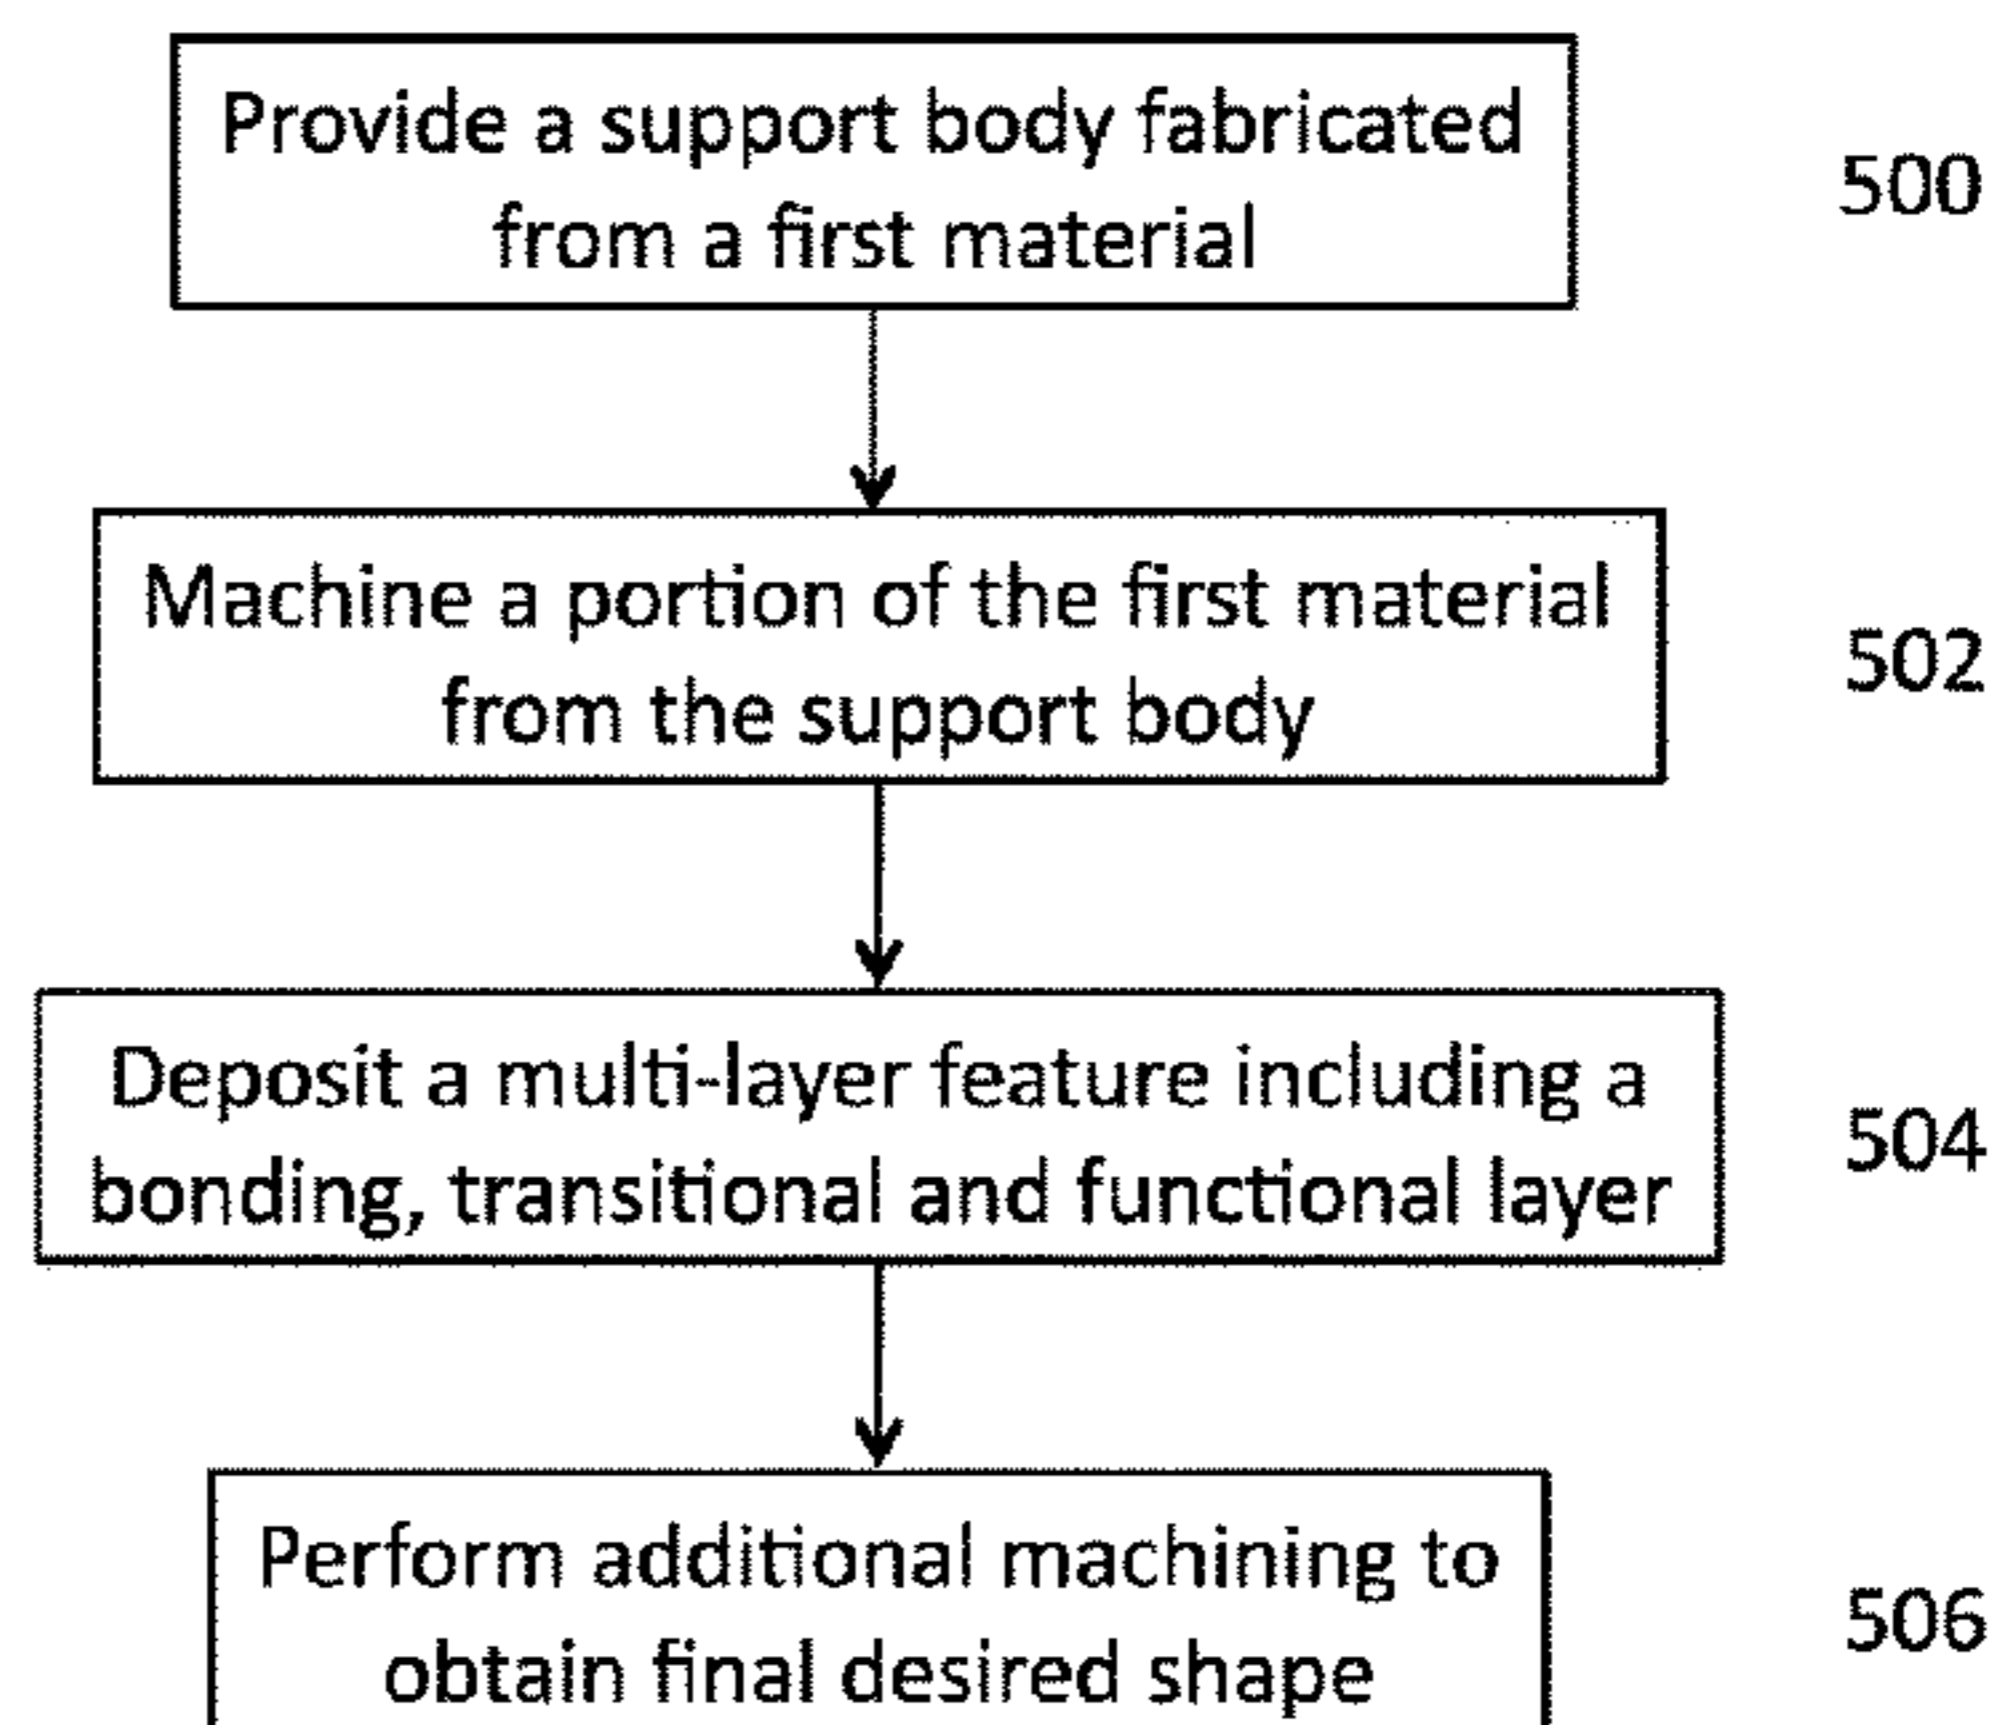 Provide a support body fabricated
from a first material
500
Machine a portion of the first material
from the support body
502
Deposit a multi-layer feature including a
bonding, transitional and functional layer
504
Perform additional machining to
obtain final desired shape
506